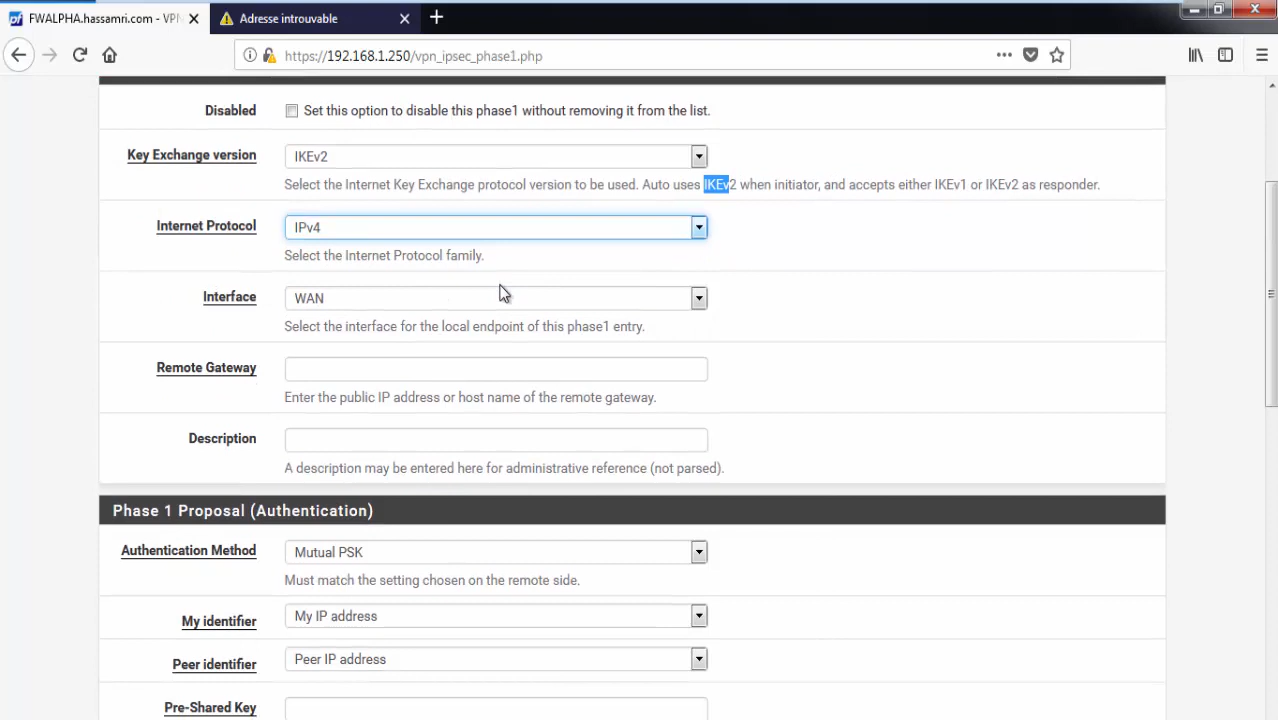 FWALPHA.hassamri.com - VPN
Adresse introuvable
https://192.168.1.250/vpn_ipsec_phase1.php
Disabled
Set this option to disable this phase1 without removing it from the list.
Key Exchange version
IKEv2
Select the Internet Key Exchange protocol version to be used. Auto uses IKEv2 when initiator, and accepts either IKEv1 or IKEv2 as responder.
Internet Protocol
IPv4
Select the Internet Protocol family.
Interface
WAN
Select the interface for the local endpoint of this phase1 entry.
Remote Gateway
Enter the public IP address or host name of the remote gateway.
Description
A description may be entered here for administrative reference (not parsed).
Phase 1 Proposal (Authentication)
Authentication Method
Mutual PSK
Must match the setting chosen on the remote side.
My identifier
My IP address
Peer identifier
Peer IP address
Pre-Shared Key